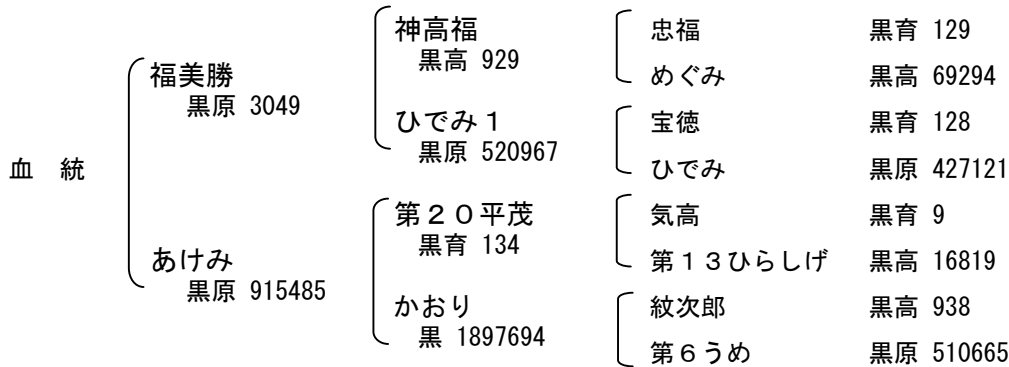 血 統
福美勝
黒原 3049
あけみ
黒原 915485
神高福
黒高 929
ひでみ１
黒原 520967
第２０平茂
黒育 134
かおり
黒 1897694
忠福 黒育 129
めぐみ 黒高 69294
宝徳 黒育 128
ひでみ 黒原 427121
気高 黒育 9
第１３ひらしげ 黒高 16819
紋次郎 黒高 938
第６うめ 黒原 510665